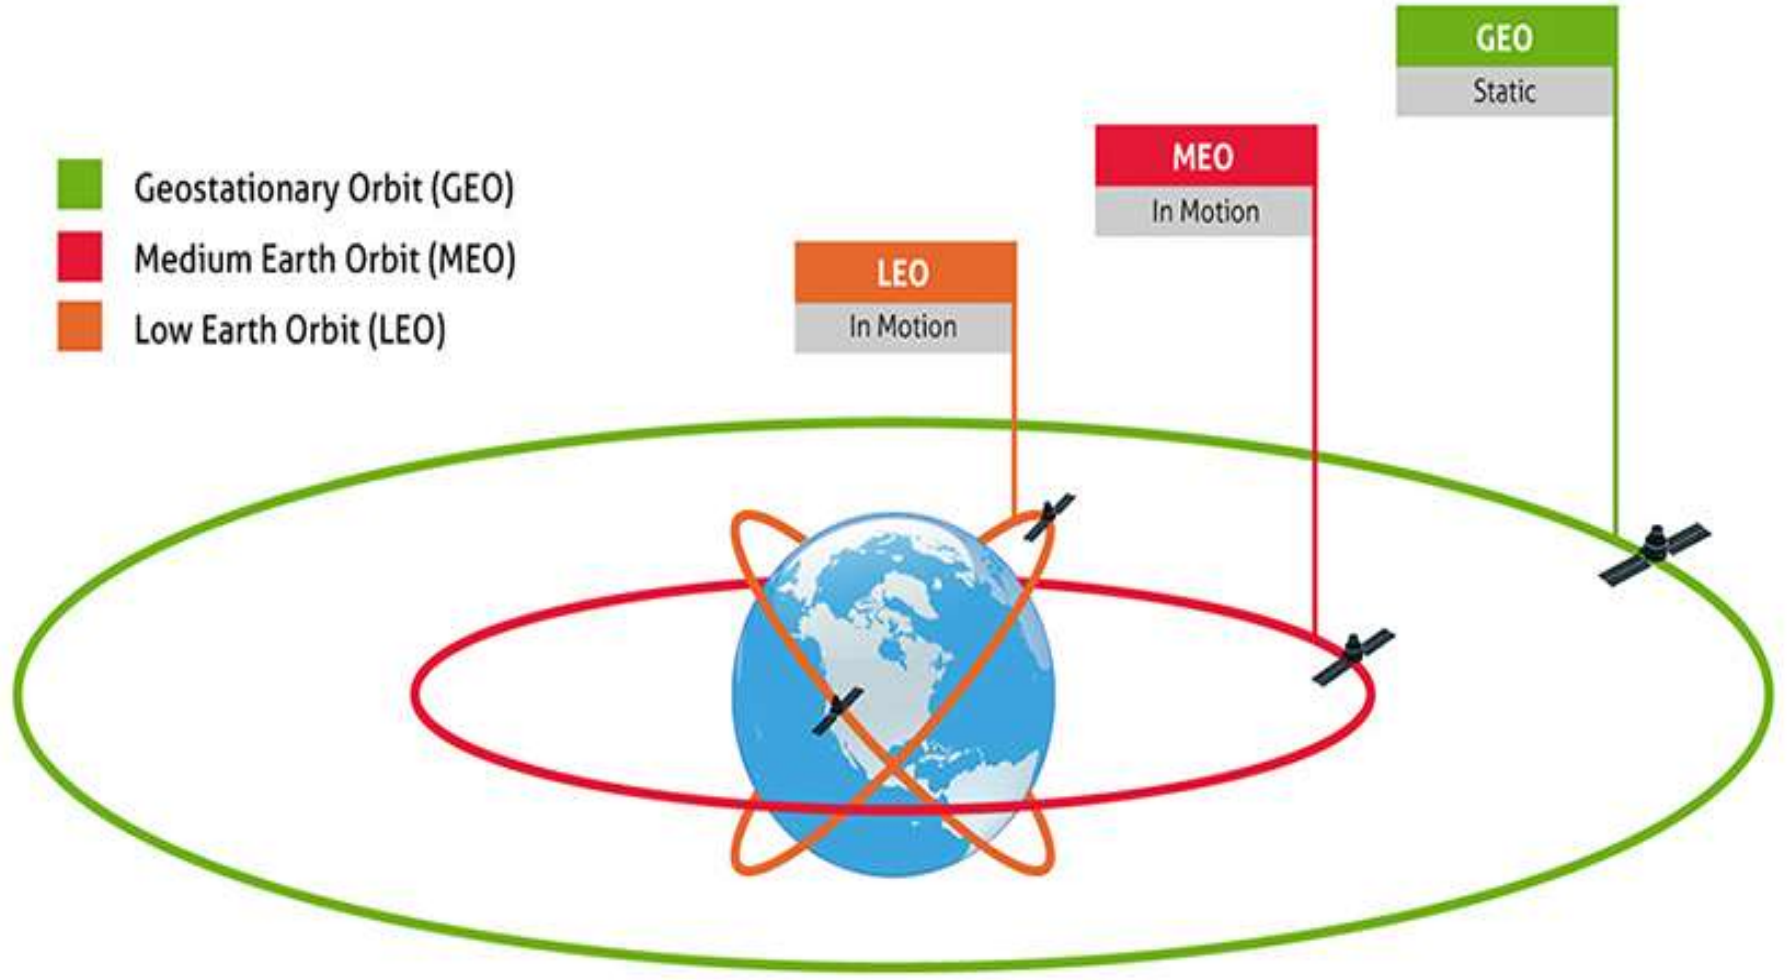 GEO
Static
MEO
In Motion
Geostationary Orbit (GEO)
Medium Earth Orbit (MEO)
Low Earth Orbit (LEO)
LEO
In Motion